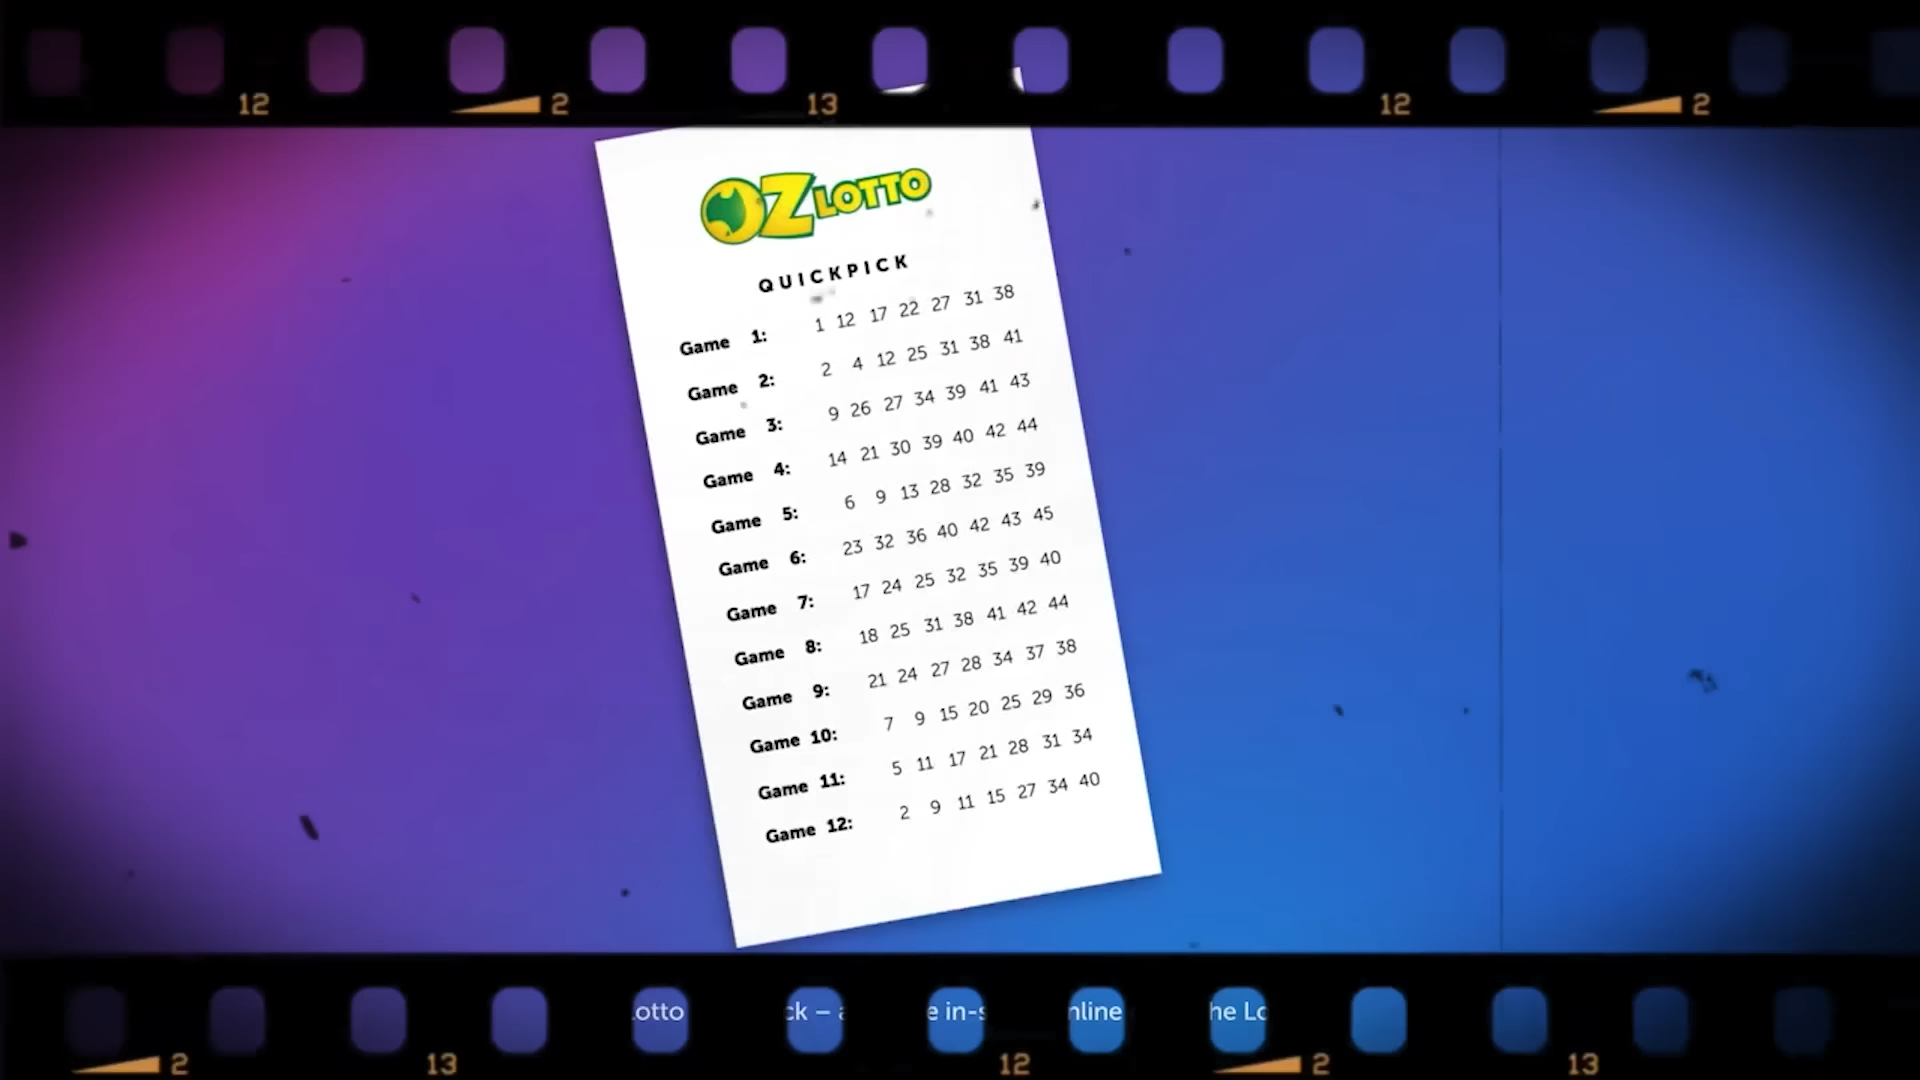 12 2 13 12 2
OZ LOTTO
QUICKPICK
Game 1: 1 12 17 22 27 31 38
Game 2: 2 4 12 25 31 38 41
Game 3: 9 26 27 34 39 41 43
Game 4: 14 21 30 39 40 42 44
Game 5: 6 9 13 28 32 35 39
Game 6: 23 32 36 40 42 43 45
Game 7: 17 24 25 32 35 39 40
Game 8: 18 25 31 38 41 42 44
Game 9: 21 24 27 28 34 37 38
Game 10: 7 9 15 20 25 29 36
Game 11: 5 11 17 21 28 31 34
Game 12: 2 9 11 15 27 34 40
2 13 12 2 13